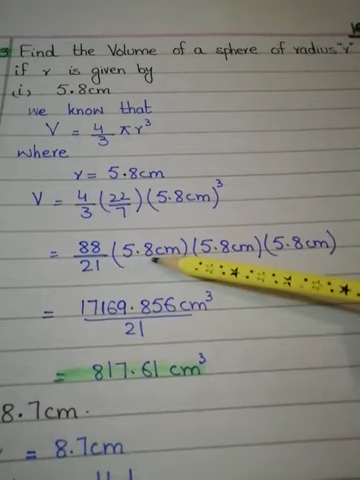 3 Find the Volume of a sphere of radius "r"
if r is given by
(i) 5.8cm
we know that
V = 4/3 πr³
where
r = 5.8cm
V = 4/3 (22/7) (5.8cm)³
= 88/21 (5.8cm) (5.8cm) (5.8cm)
= 17169.856cm³/21
= 817.61 cm³
8.7cm.
= 8.7cm